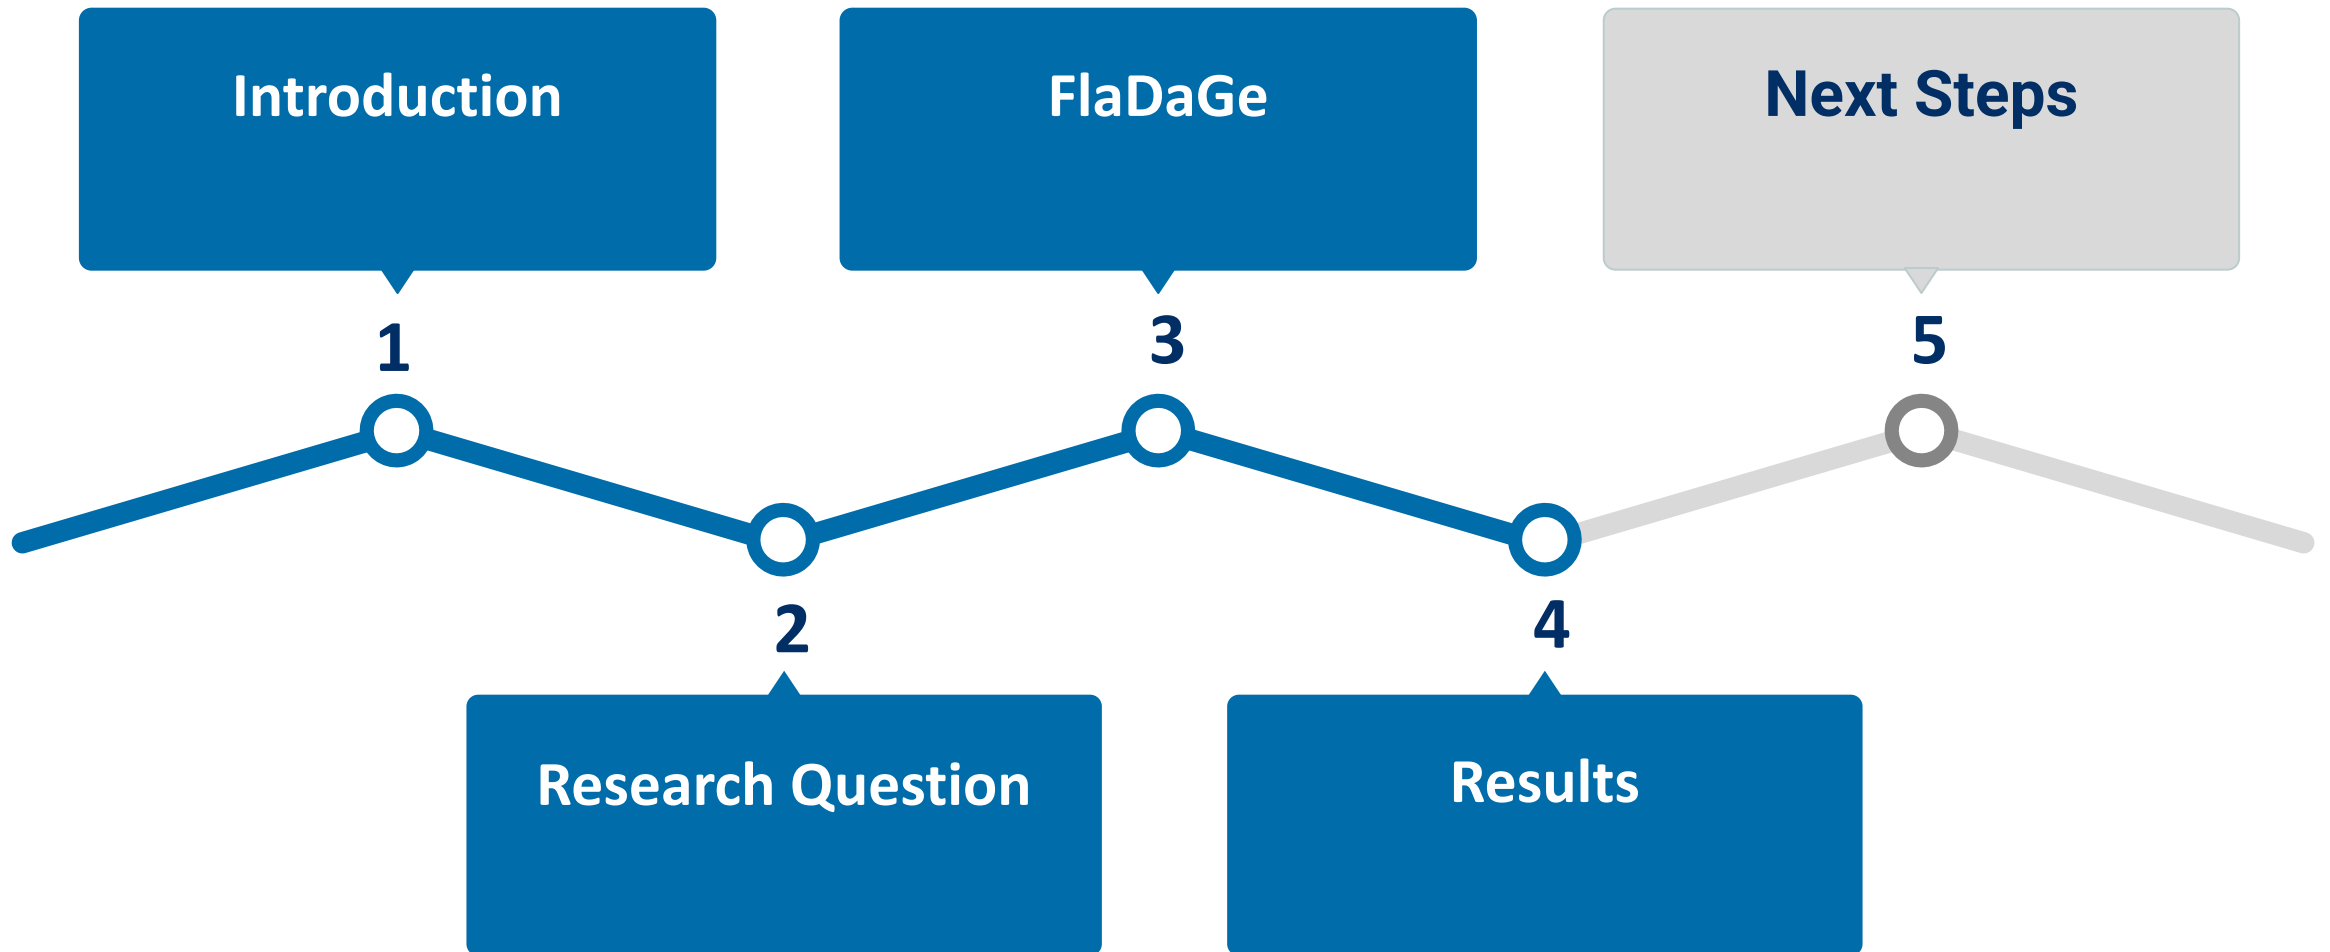 Introduction
FlaDaGe
Next Steps
1
3
5
2
4
Research Question
Results